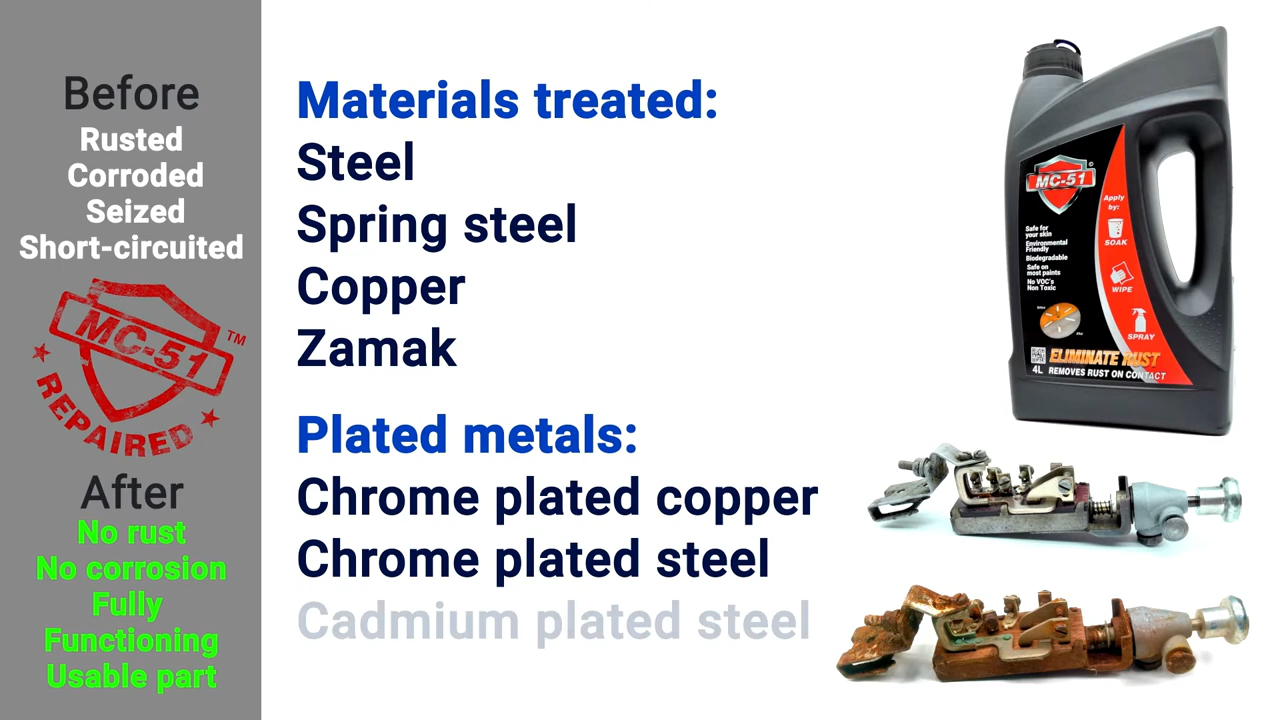 Before
Rusted
Corroded
Seized
Short-circuited
MC-51
TM
REPAIRED
After
No rust
No corrosion
Fully
Functioning
Usable part
Materials treated:
Steel
Spring steel
Copper
Zamak
Plated metals:
Chrome plated copper
Chrome plated steel
Cadmium plated steel
MC-51
©
Apply
by:
SOAK
WIPE
SPRAY
Safe for
your skin
Environmental
Friendly
Biodegradable
Safe on
most paints
No VOC's
Non Toxic
ELIMINATE RUST
4L REMOVES RUST ON CONTACT